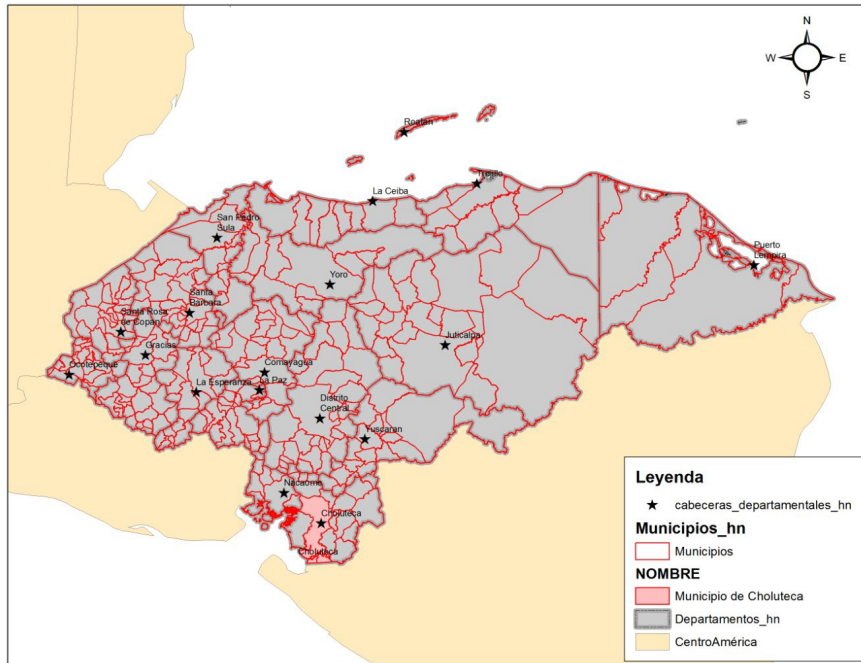 N
W
E
S
Roatán
Trujillo
La Ceiba
San Pedro
Sula
Puerto
Lempira
Yoro
Santa
Bárbara
Santa Rosa
de Copán
Juticalpa
Gracias
Ocotepeque
Comayagua
La Esperanza
La Paz
Distrito
Central
Yuscaran
Nacaome
Choluteca
Choluteca
Leyenda
cabeceras_departamentales_hn
Municipios_hn
Municipios
NOMBRE
Municipio de Choluteca
Departamentos_hn
CentroAmérica